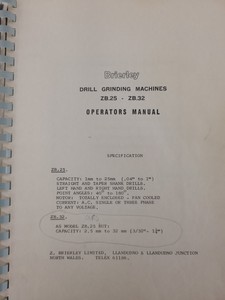 Brierley
DRILL GRINDING MACHINES
ZB.25 - ZB.32
OPERATORS MANUAL
SPECIFICATION
ZB.25.
CAPACITY: 1mm to 25mm (.04" to 1")
STRAIGHT AND TAPER SHANK DRILLS.
LEFT HAND AND RIGHT HAND DRILLS.
POINT ANGLES: 40° to 180°.
MOTOR: TOTALLY ENCLOSED - FAN COOLED
CURRENT: A.C. SINGLE OR THREE PHASE
TO ANY VOLTAGE.
ZB.32.
AS MODEL ZB.25 BUT:
CAPACITY: 2.5 mm to 32 mm (3/32"- 1¼")
BRIERLEY LIMITED, LLANDUDNO & LLANDUDNO JUNCTION
NORTH WALES. TELEX